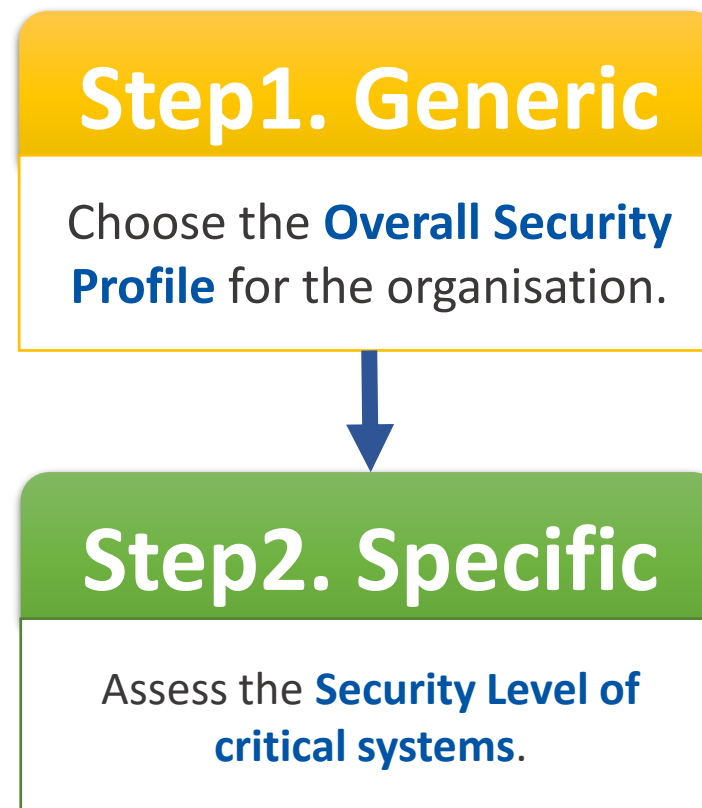 Step1. Generic
Choose the Overall Security
Profile for the organisation.
Step2. Specific
Assess the Security Level of
critical systems.